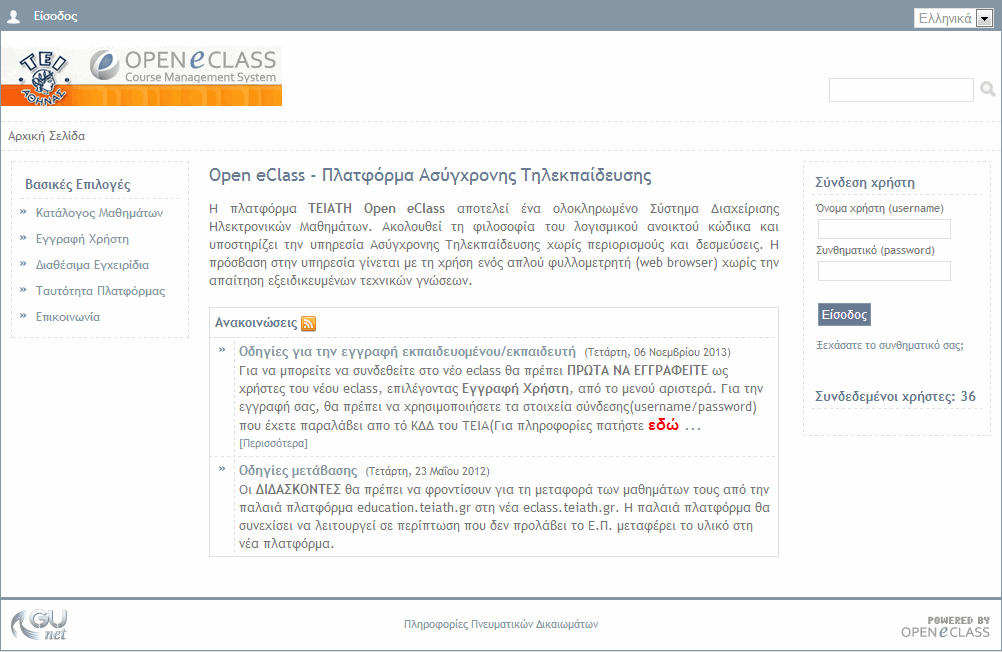 Είσοδος
Ελληνικά
ΤΕΙ
ΑΘΗΝΑΣ
OPEN eCLASS
Course Management System
Αρχική Σελίδα
Βασικές Επιλογές
» Κατάλογος Μαθημάτων
» Εγγραφή Χρήστη
» Διαθέσιμα Εγχειρίδια
» Ταυτότητα Πλατφόρμας
» Επικοινωνία
Open eClass - Πλατφόρμα Ασύγχρονης Τηλεκπαίδευσης
Η πλατφόρμα TEIATH Open eClass αποτελεί ένα ολοκληρωμένο Σύστημα Διαχείρισης
Ηλεκτρονικών Μαθημάτων. Ακολουθεί τη φιλοσοφία του λογισμικού ανοικτού κώδικα και
υποστηρίζει την υπηρεσία Ασύγχρονης Τηλεκπαίδευσης χωρίς περιορισμούς και δεσμεύσεις. Η
πρόσβαση στην υπηρεσία γίνεται με τη χρήση ενός απλού φυλλομετρητή (web browser) χωρίς την
απαίτηση εξειδικευμένων τεχνικών γνώσεων.
Ανακοινώσεις
» Οδηγίες για την εγγραφή εκπαιδευομένου/εκπαιδευτή (Τετάρτη, 06 Νοεμβρίου 2013)
Για να μπορείτε να συνδεθείτε στο νέο eclass θα πρέπει ΠΡΩΤΑ ΝΑ ΕΓΓΡΑΦΕΙΤΕ ως
χρήστες του νέου eclass, επιλέγοντας Εγγραφή Χρήστη, από το μενού αριστερά. Για την
εγγραφή σας, θα πρέπει να χρησιμοποιήσετε τα στοιχεία σύνδεσης(username/password)
που έχετε παραλάβει απο τό ΚΔΔ του ΤΕΙΑ(Για πληροφορίες πατήστε εδώ ...
[Περισσότερα]
» Οδηγίες μετάβασης (Τετάρτη, 23 Μαΐου 2012)
Οι ΔΙΔΑΣΚΟΝΤΕΣ θα πρέπει να φροντίσουν για τη μεταφορά των μαθημάτων τους από την
παλαιά πλατφόρμα education.teiath.gr στη νέα eclass.teiath.gr. Η παλαιά πλατφόρμα θα
συνεχίσει να λειτουργεί σε περίπτωση που δεν προλάβει το Ε.Π. μεταφέρει το υλικό στη
νέα πλατφόρμα.
Σύνδεση χρήστη
Όνομα χρήστη (username)
Συνθηματικό (password)
Είσοδος
Ξεχάσατε το συνθηματικό σας;
Συνδεδεμένοι χρήστες: 36
GUnet
Πληροφορίες Πνευματικών Δικαιωμάτων
POWERED BY
OPEN eCLASS